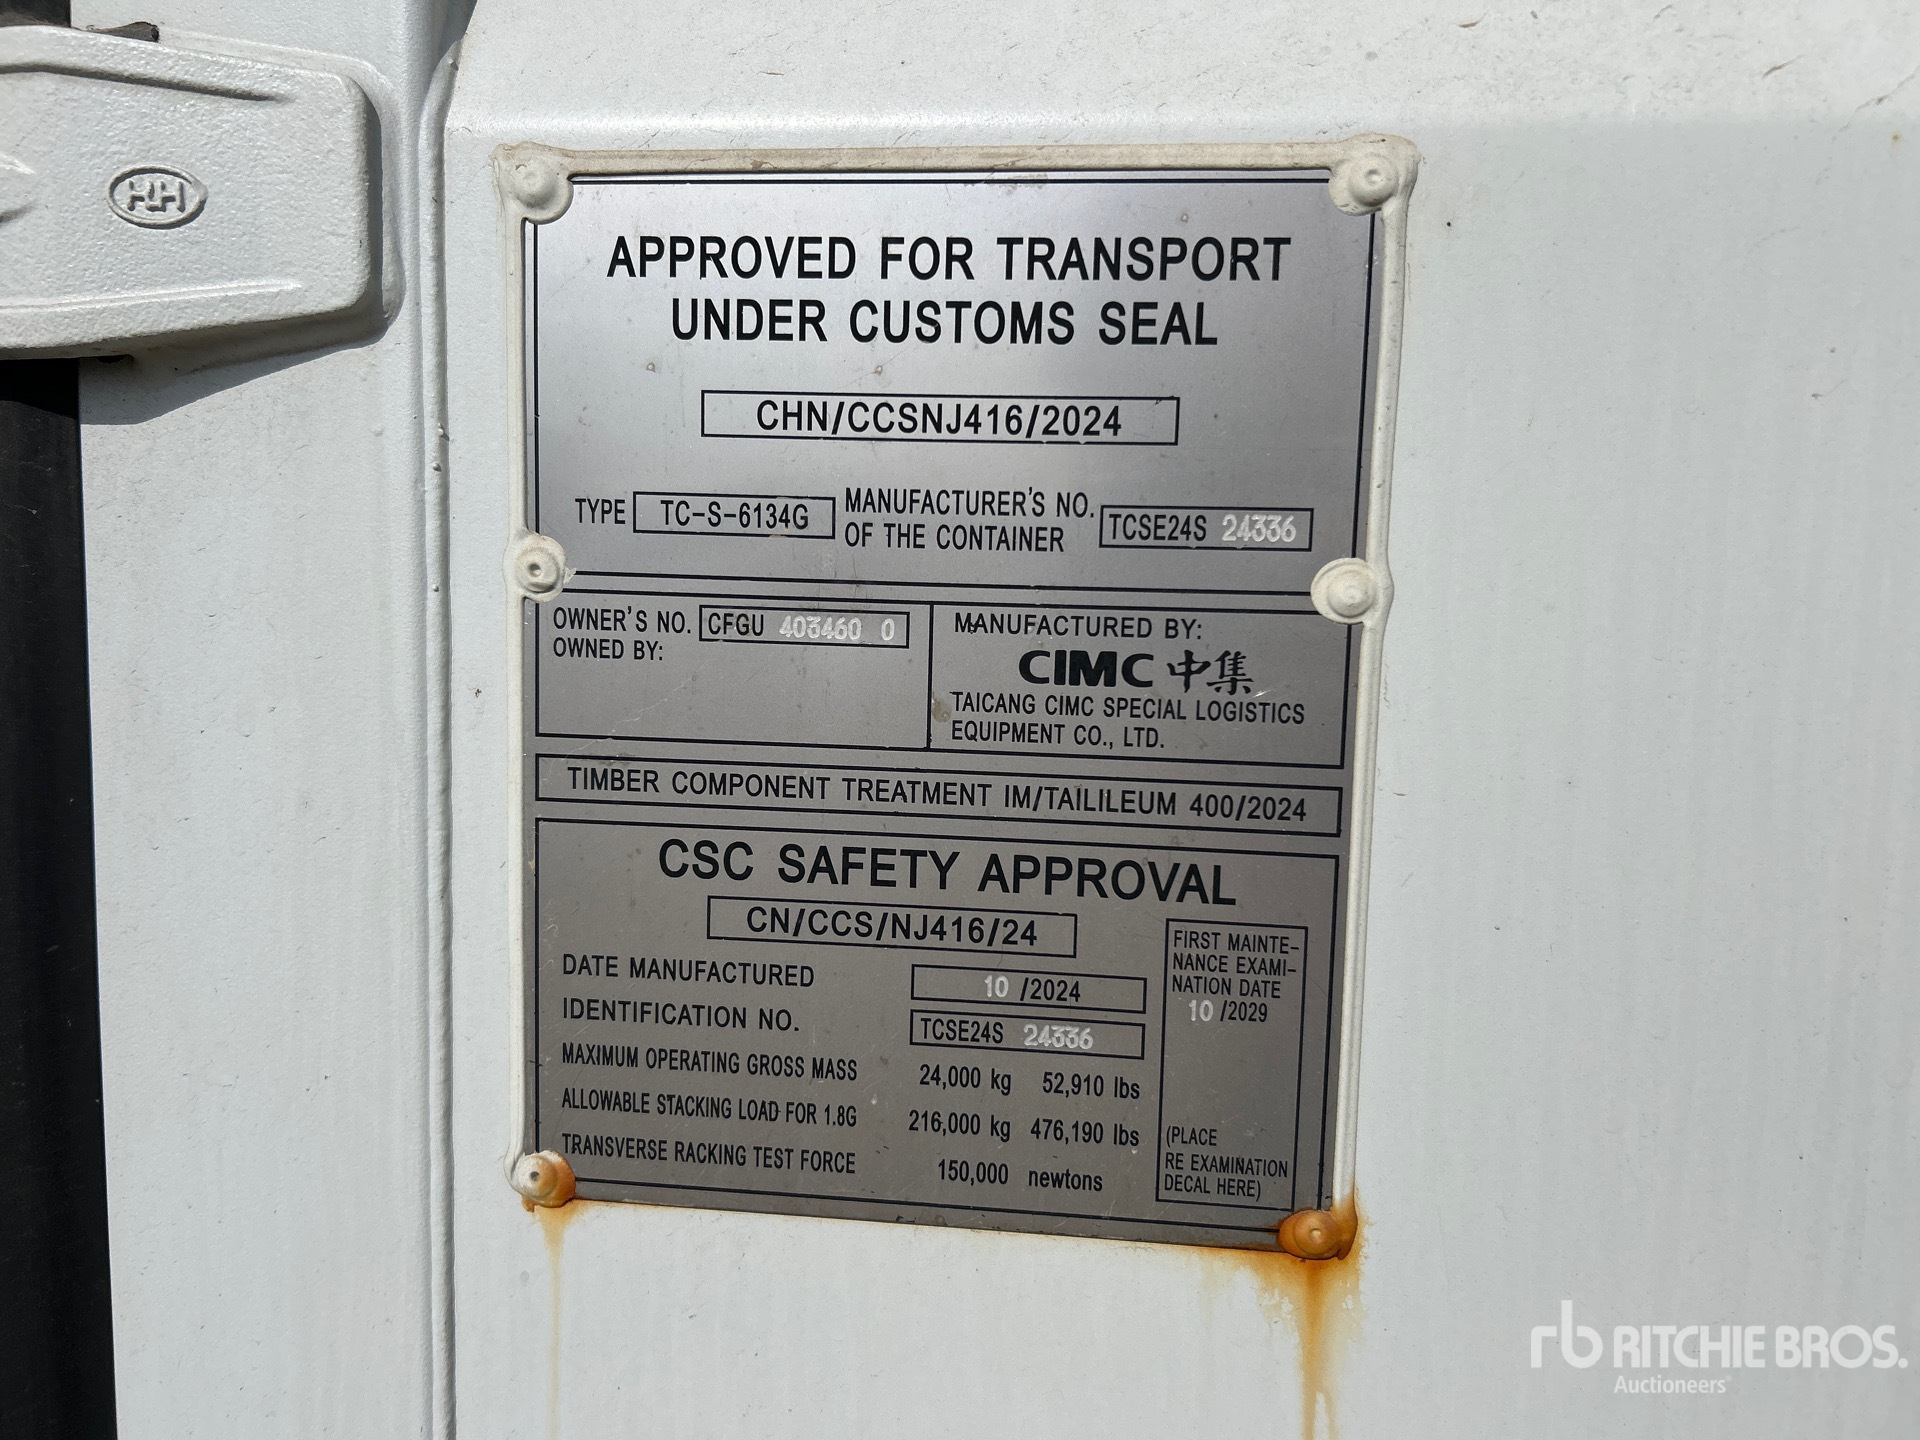 HH
APPROVED FOR TRANSPORT
UNDER CUSTOMS SEAL
CHN/CCSNJ416/2024
TYPE TC-S-6134G MANUFACTURER'S NO. OF THE CONTAINER TCSE24S 24336
OWNER'S NO. CFGU 403460 0
OWNED BY:
MANUFACTURED BY:
CIMC 中集
TAICANG CIMC SPECIAL LOGISTICS
EQUIPMENT CO., LTD.
TIMBER COMPONENT TREATMENT IM/TAILILEUM 400/2024
CSC SAFETY APPROVAL
CN/CCS/NJ416/24
DATE MANUFACTURED 10 /2024
IDENTIFICATION NO. TCSE24S 24336
MAXIMUM OPERATING GROSS MASS 24,000 kg 52,910 lbs
ALLOWABLE STACKING LOAD FOR 1.8G 216,000 kg 476,190 lbs
TRANSVERSE RACKING TEST FORCE 150,000 newtons
FIRST MAINTE-
NANCE EXAMI-
NATION DATE
10 /2029
(PLACE
RE EXAMINATION
DECAL HERE)
rb RITCHIE BROS.
Auctioneers